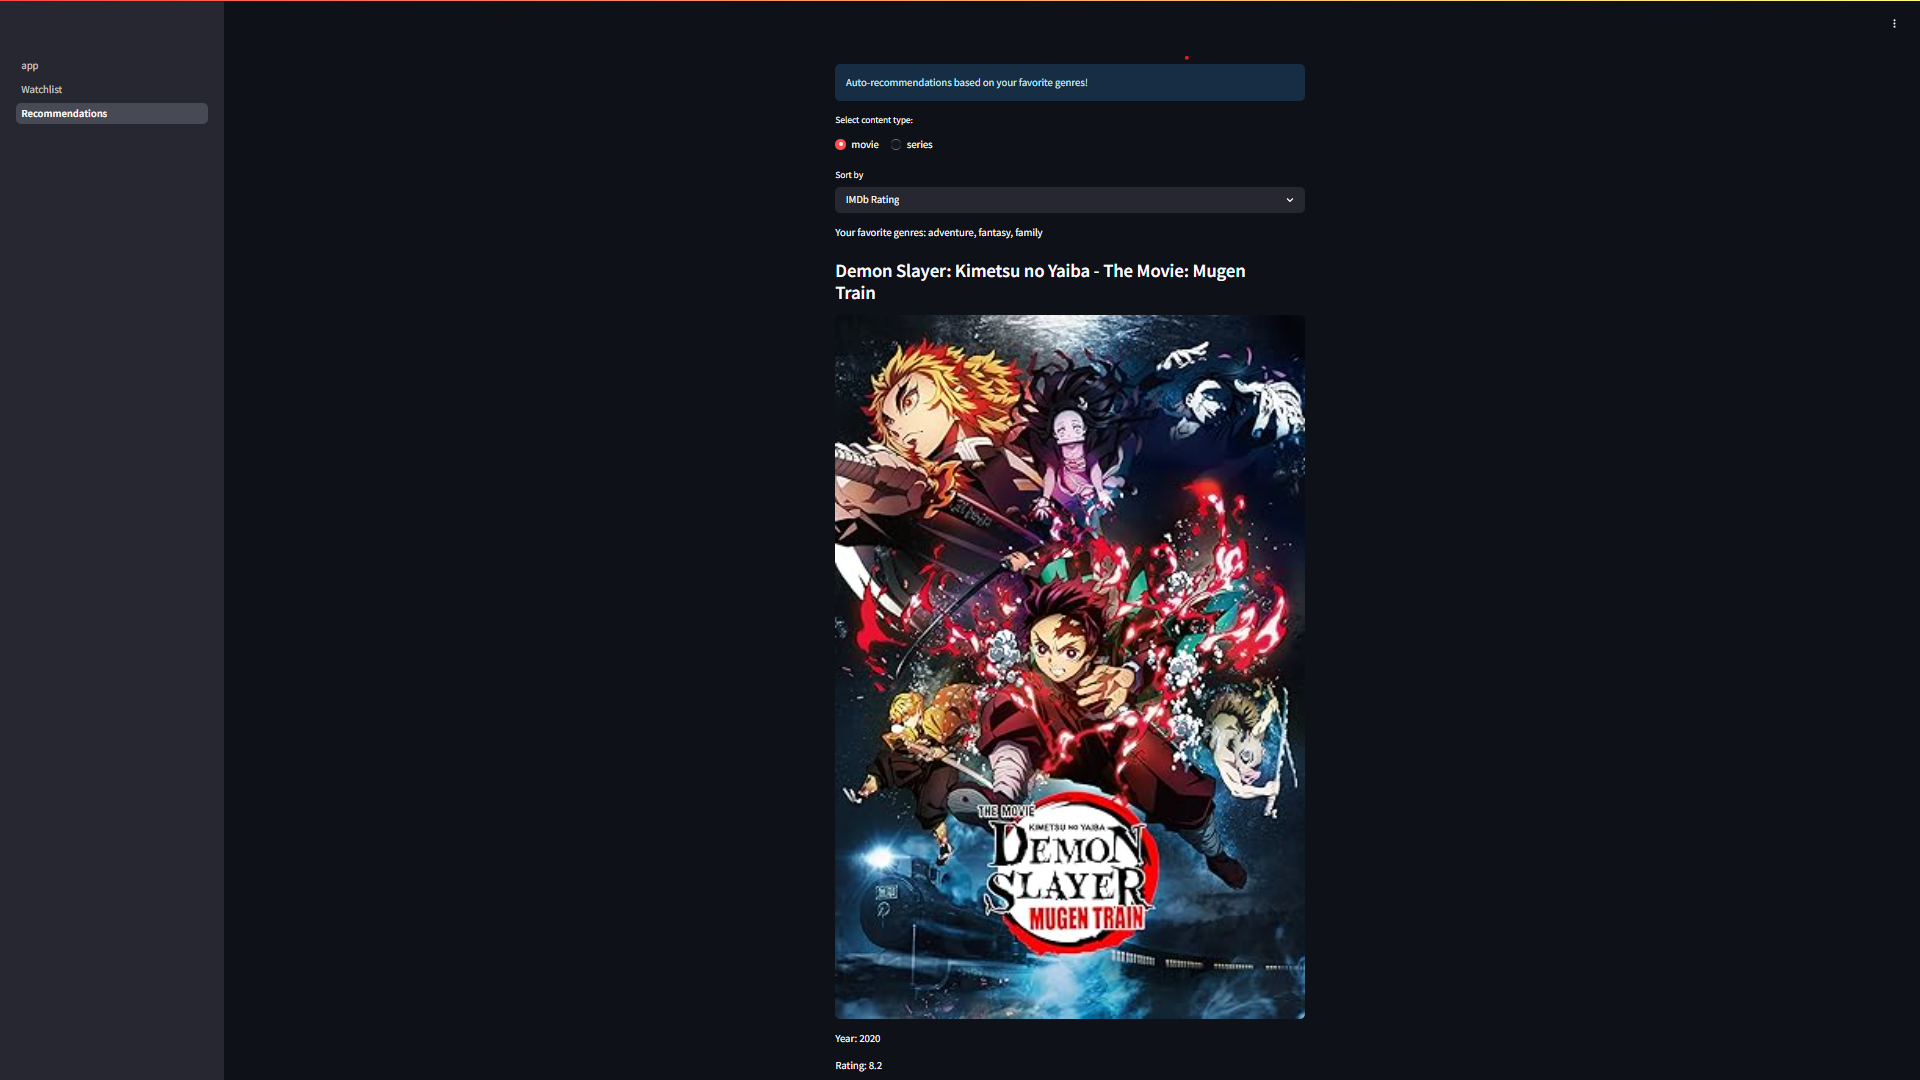 app
Watchlist
Recommendations
Auto-recommendations based on your favorite genres!
Select content type:
movie
series
Sort by
IMDb Rating
Your favorite genres: adventure, fantasy, family
Demon Slayer: Kimetsu no Yaiba - The Movie: Mugen
Train
THE MOVIE
KIMETSU NO YAIBA
DEMON
SLAYER
MUGEN TRAIN
Year: 2020
Rating: 8.2